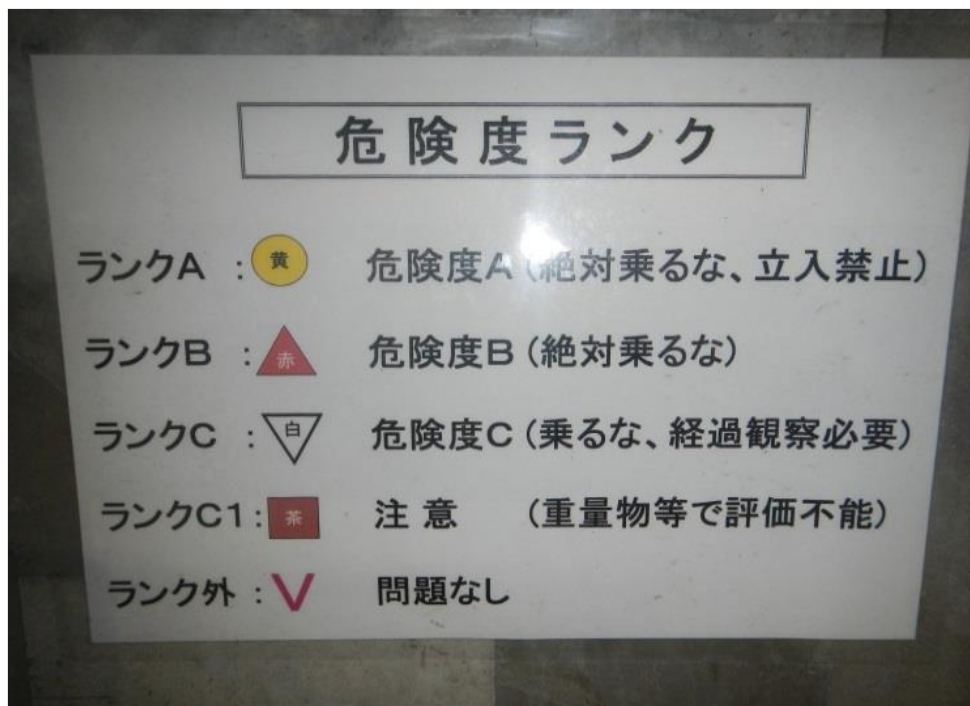 危険度ランク
ランクA : 黄 危険度A (絶対乗るな、立入禁止)
ランクB : 赤 危険度B (絶対乗るな)
ランクC : 白 危険度C (乗るな、経過観察必要)
ランクC1 : 茶 注意 (重量物等で評価不能)
ランク外 : V 問題なし